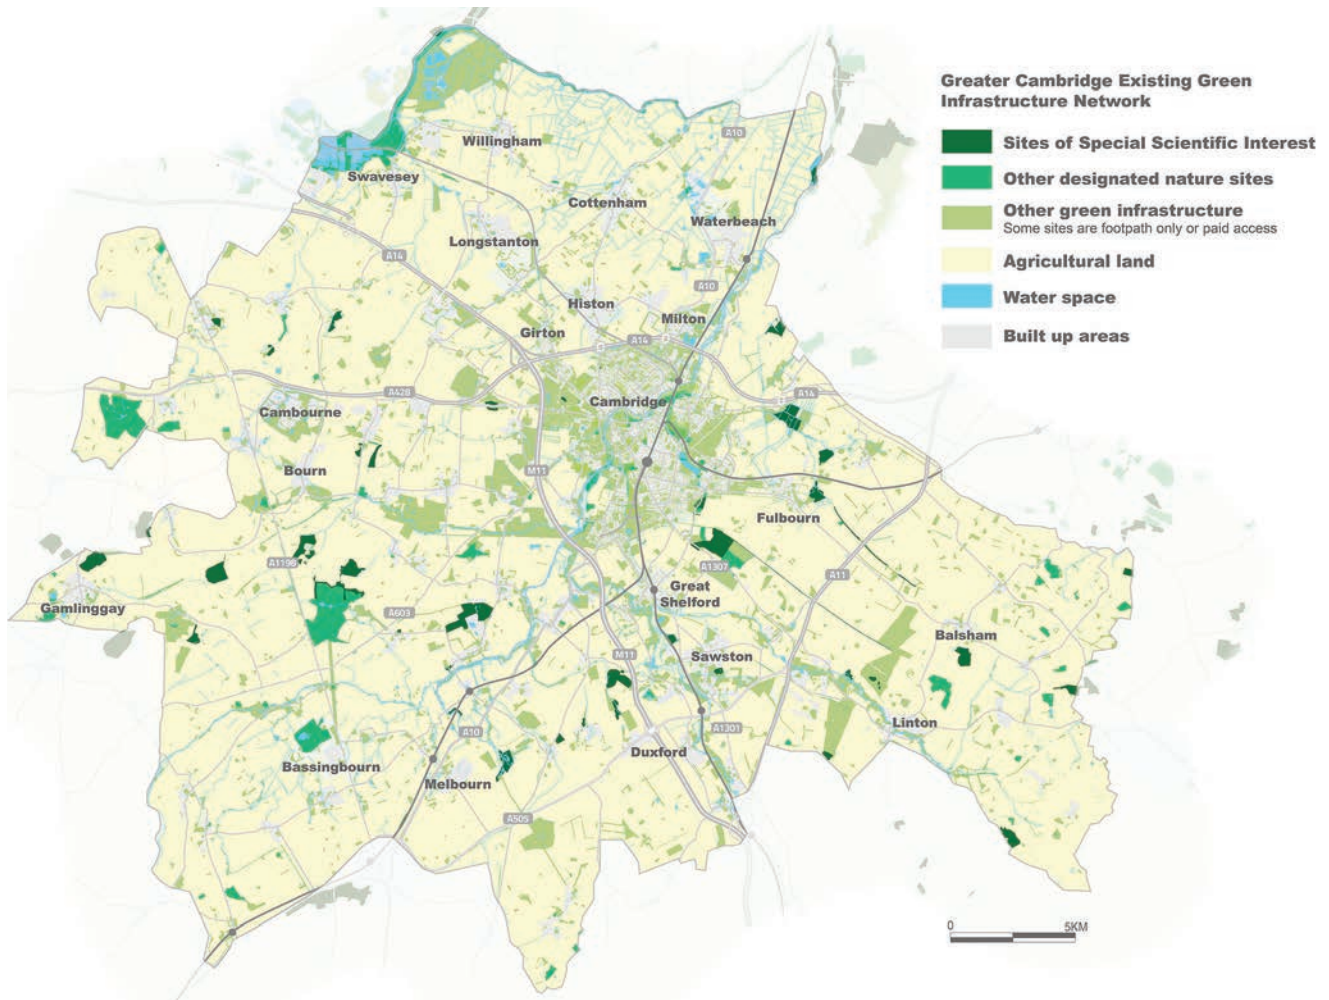 Greater Cambridge Existing Green
Infrastructure Network
Sites of Special Scientific Interest
Other designated nature sites
Other green infrastructure
Some sites are footpath only or paid access
Agricultural land
Water space
Built up areas
A10
Willingham
Swavesey
Cottenham
Waterbeach
Longstanton
A14
A10
Histon
Milton
Girton
A14
A428
A14
Cambridge
Cambourne
Bourn
M11
Fulbourn
A1198
A1307
A11
Great
Shelford
Gamlinggay
A603
Balsham
M11
Sawston
Linton
A10
A1301
Duxford
Bassingbourn
Melbourn
A505
0
5KM